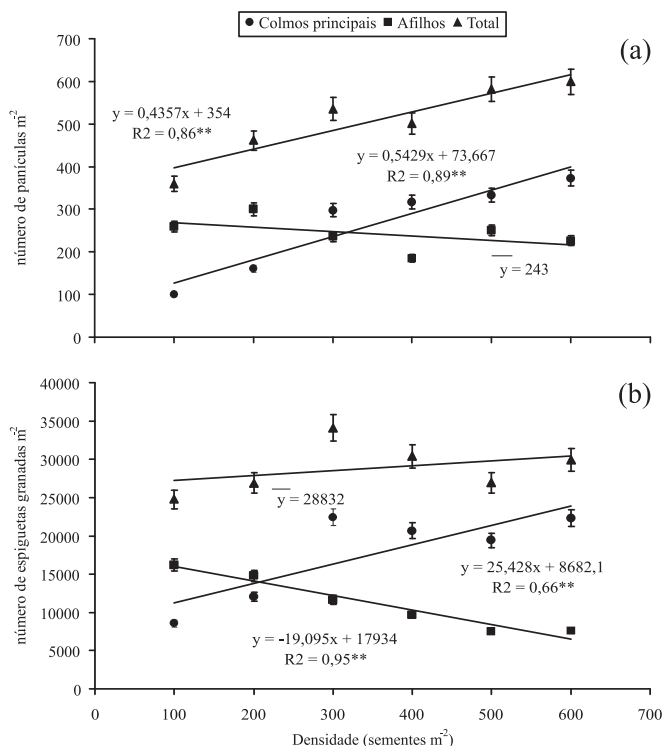 Colmos principais Afilhos Total
(a)
número de panículas m-2
700
600
500
400
300
200
100
0
y = 0,4357x + 354
R2 = 0,86**
y = 0,5429x + 73,667
R2 = 0,89**
y = 243
(b)
número de espiguetas granadas m-2
40000
35000
30000
25000
20000
15000
10000
5000
0
y = 28832
y = 25,428x + 8682,1
R2 = 0,66**
y = -19,095x + 17934
R2 = 0,95**
0 100 200 300 400 500 600 700
Densidade (sementes m-2)